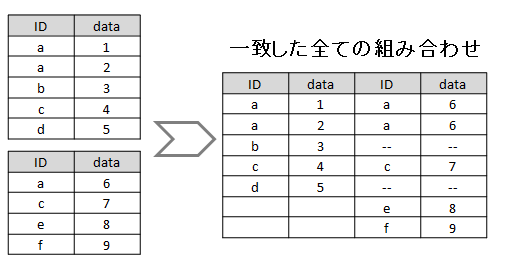 ID data
a 1
a 2
b 3
c 4
d 5
ID data
a 6
c 7
e 8
f 9
一致した全ての組み合わせ
ID data ID data
a 1 a 6
a 2 a 6
b 3 -- --
c 4 c 7
d 5 -- --
e 8
f 9